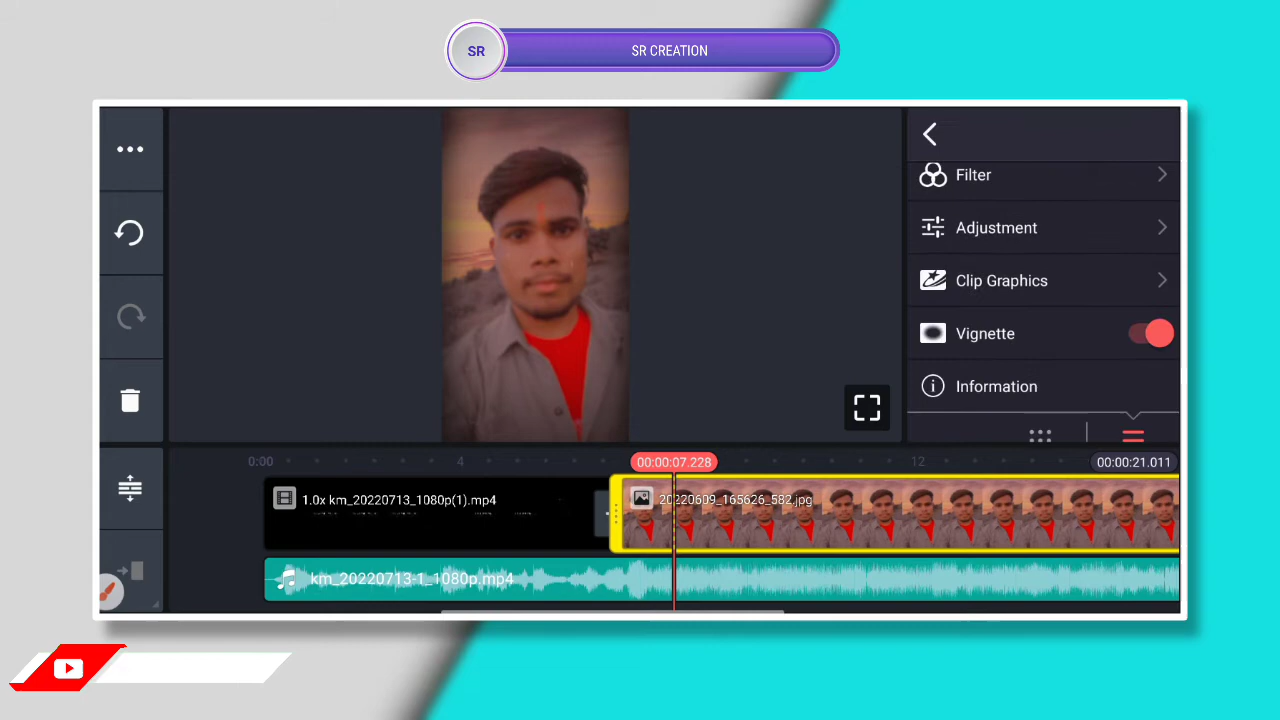 SR
SR CREATION
Filter
Adjustment
Clip Graphics
Vignette
Information
0:00
4
00:00:07.228
12
00:00:21.011
1.0x km_20220713_1080p(1).mp4
20220609_165626_582.jpg
km_20220713-1_1080p.mp4